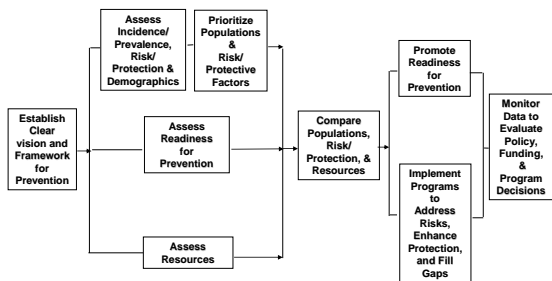 Establish
Clear
vision and
Framework
for
Prevention
Assess
Incidence/
Prevalence,
Risk/
Protection &
Demographics
Prioritize
Populations
&
Risk/
Protective
Factors
Assess
Readiness
for
Prevention
Assess
Resources
Compare
Populations,
Risk/
Protection, &
Resources
Promote
Readiness
for
Prevention
Implement
Programs
to
Address
Risks,
Enhance
Protection,
and Fill
Gaps
Monitor
Data to
Evaluate
Policy,
Funding,
&
Program
Decisions